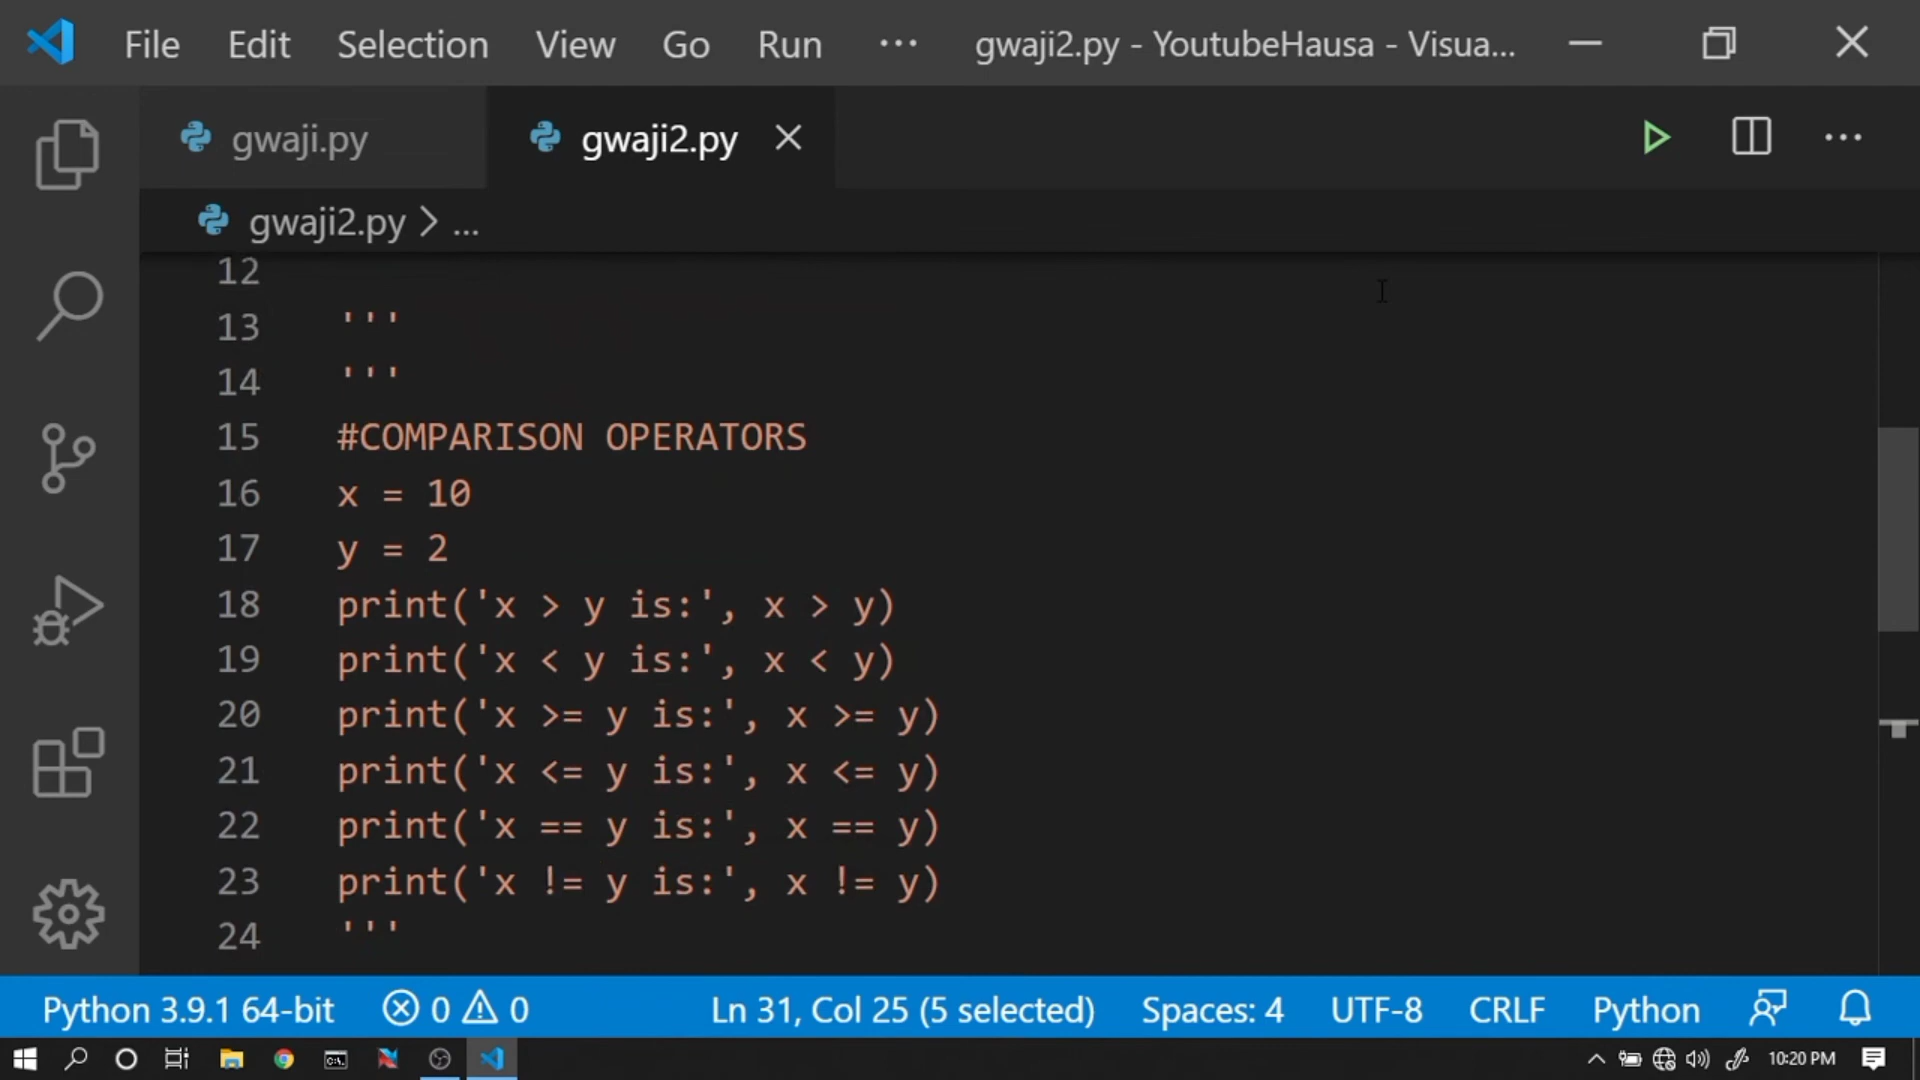 File Edit Selection View Go Run ··· gwaji2.py - YoutubeHausa - Visua...
gwaji.py gwaji2.py
gwaji2.py > ...
12
13 '''
14 '''
15 #COMPARISON OPERATORS
16 x = 10
17 y = 2
18 print('x > y is:', x > y)
19 print('x < y is:', x < y)
20 print('x >= y is:', x >= y)
21 print('x <= y is:', x <= y)
22 print('x == y is:', x == y)
23 print('x != y is:', x != y)
24 '''
Python 3.9.1 64-bit 0 0 Ln 31, Col 25 (5 selected) Spaces: 4 UTF-8 CRLF Python
10:20 PM